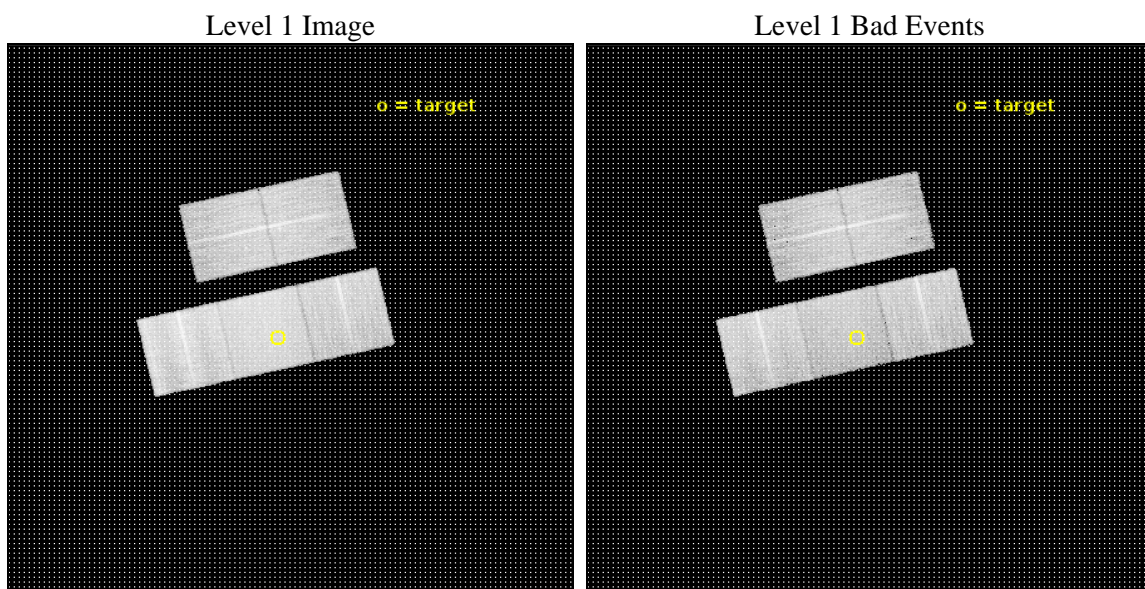 Level 1 Image
Level 1 Bad Events
o = target
o = target